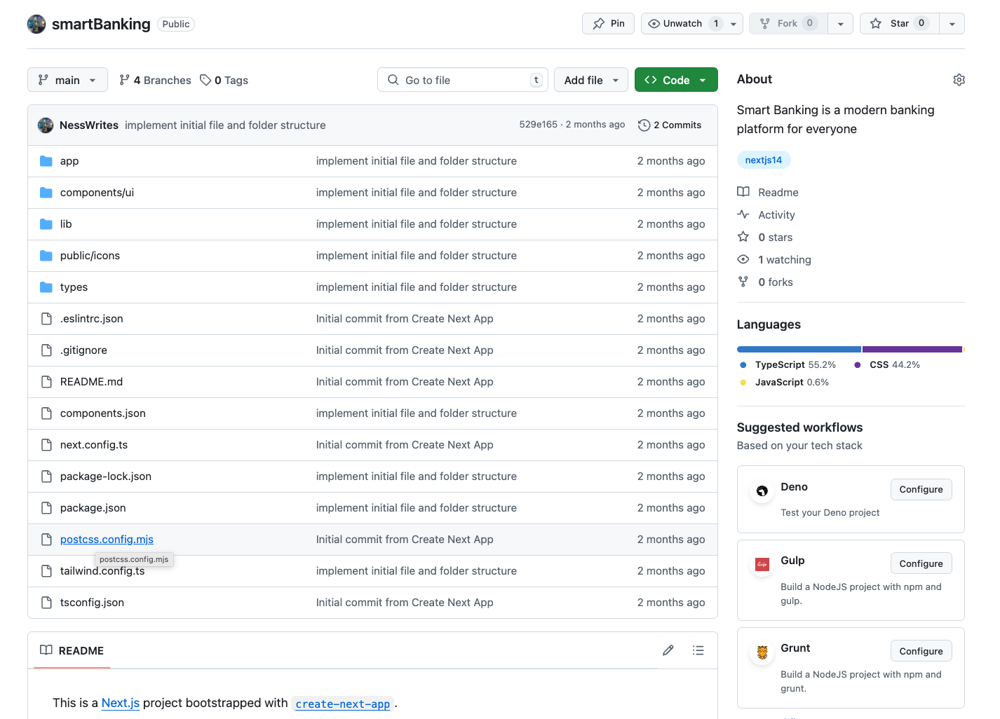 smartBanking Public Pin Unwatch 1 Fork 0 Star 0
main 4 Branches 0 Tags Go to file t Add file Code
NessWrites implement initial file and folder structure 529e165 · 2 months ago 2 Commits
app implement initial file and folder structure 2 months ago
components/ui implement initial file and folder structure 2 months ago
lib implement initial file and folder structure 2 months ago
public/icons implement initial file and folder structure 2 months ago
types implement initial file and folder structure 2 months ago
.eslintrc.json Initial commit from Create Next App 2 months ago
.gitignore Initial commit from Create Next App 2 months ago
README.md Initial commit from Create Next App 2 months ago
components.json implement initial file and folder structure 2 months ago
next.config.ts Initial commit from Create Next App 2 months ago
package-lock.json implement initial file and folder structure 2 months ago
package.json implement initial file and folder structure 2 months ago
postcss.config.mjs Initial commit from Create Next App 2 months ago
postcss.config.mjs
tailwind.config.ts implement initial file and folder structure 2 months ago
tsconfig.json Initial commit from Create Next App 2 months ago
README
This is a Next.js project bootstrapped with create-next-app.
About
Smart Banking is a modern banking
platform for everyone
nextjs14
Readme
Activity
0 stars
1 watching
0 forks
Languages
TypeScript 55.2% CSS 44.2%
JavaScript 0.6%
Suggested workflows
Based on your tech stack
Deno Configure
Test your Deno project
Gulp Configure
Build a NodeJS project with npm and
gulp.
Grunt Configure
Build a NodeJS project with npm and
grunt.